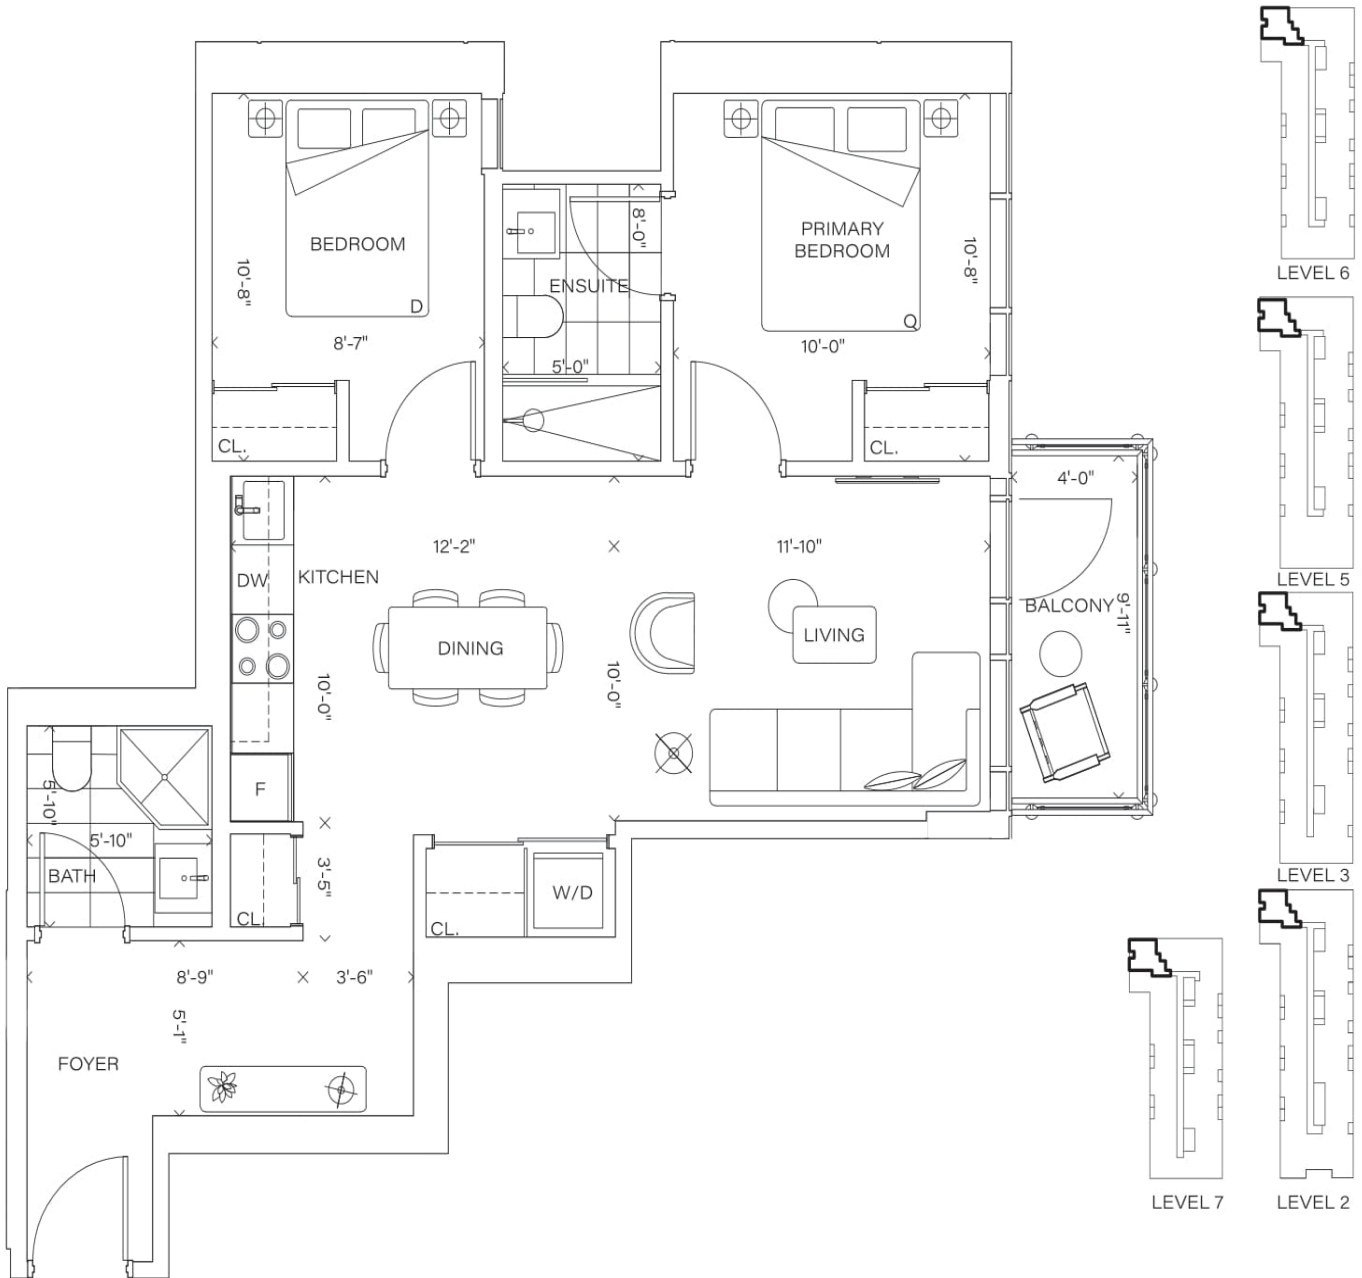 BEDROOM
10'-8"
D
8'-7"
CL.
8'-0"
ENSUITE
5'-0"
PRIMARY
BEDROOM
10'-8"
Q
10'-0"
CL.
4'-0"
12'-2"
11'-10"
DW
KITCHEN
BALCONY
9'-11"
DINING
LIVING
10'-0"
10'-0"
F
5'-10"
5'-10"
BATH
3'-5"
CL.
CL.
W/D
8'-9"
3'-6"
5'-1"
FOYER
LEVEL 6
LEVEL 5
LEVEL 3
LEVEL 7
LEVEL 2